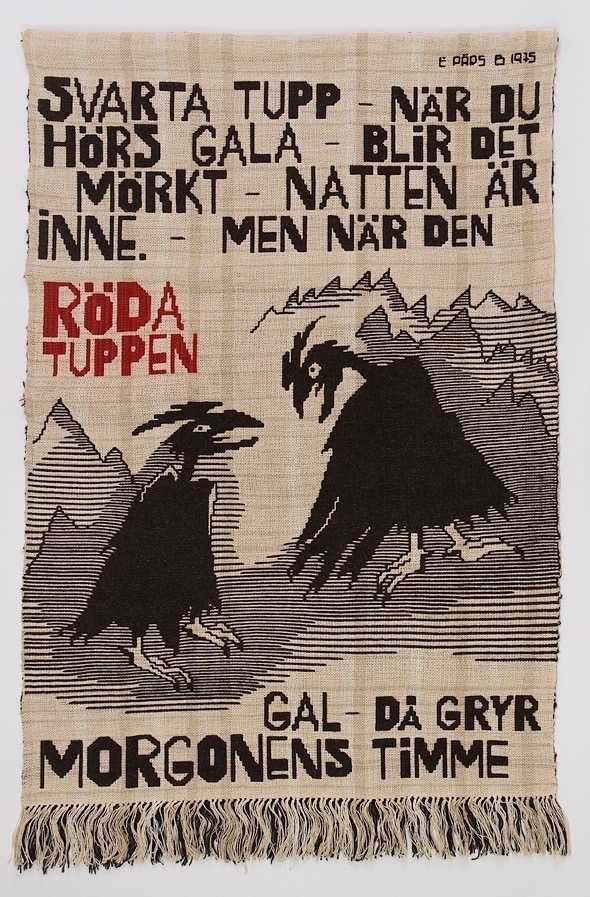 E PÄPS B 1975
SVARTA TUPP - NÄR DU
HÖRS GALA - BLiR DET
MÖRKT - NATTEN ÄR
iNNE. - MEN NÄR DEN
RÖDA
TUPPEN
GAL - DÅ GRYR
MORGONENS TiMME